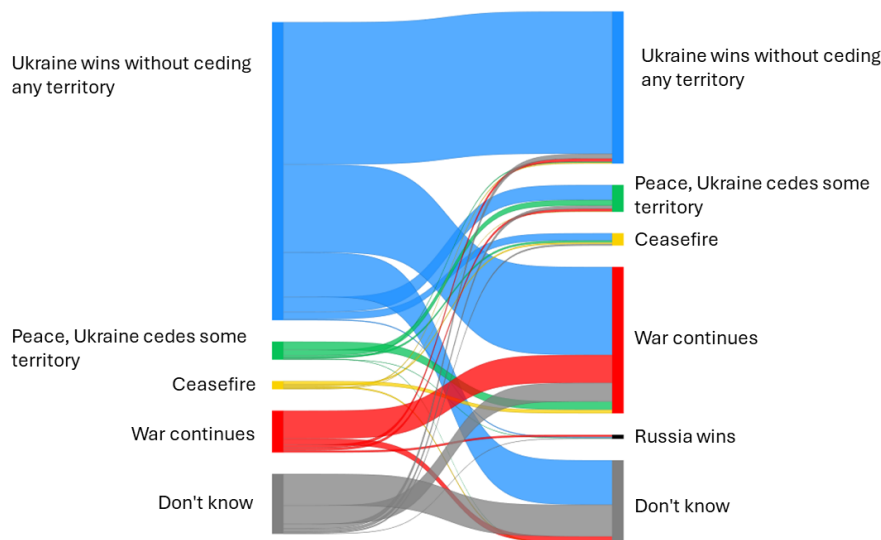 Ukraine wins without ceding
any territory
Peace, Ukraine cedes some
territory
Ceasefire
War continues
Don't know
Ukraine wins without ceding
any territory
Peace, Ukraine cedes some
territory
Ceasefire
War continues
Russia wins
Don't know